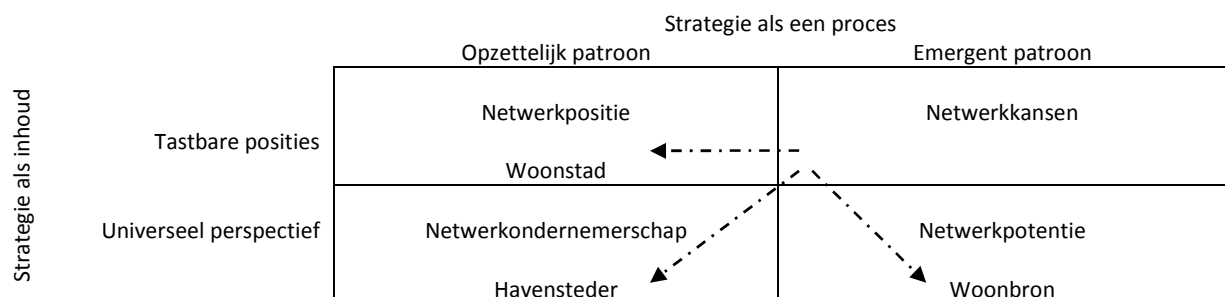 Strategie als een proces
Opzettelijk patroon Emergent patroon
Strategie als inhoud
Tastbare posities
Netwerkpositie Netwerkkansen
Woonstad
Universeel perspectief
Netwerkondernemerschap Netwerkpotentie
Havensteder Woonbron